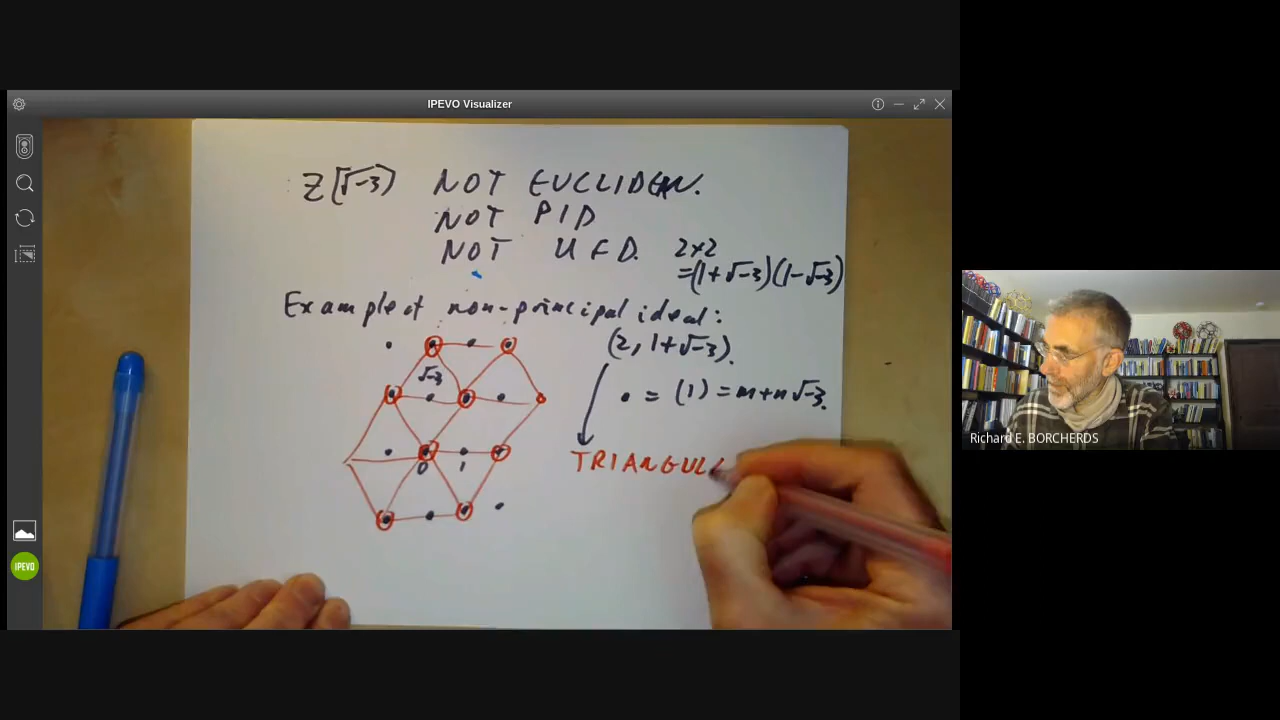 IPEVO Visualizer
Z[√-3] NOT EUCLIDEAN.
NOT PID
NOT UFD. 2×2
=(1+√-3)(1-√-3)
Example of non-principal ideal:
(2, 1+√-3).
√-3
• = (1) = m+n√-3.
0 1
TRIANGUL
Richard E. BORCHERDS
IPEVO